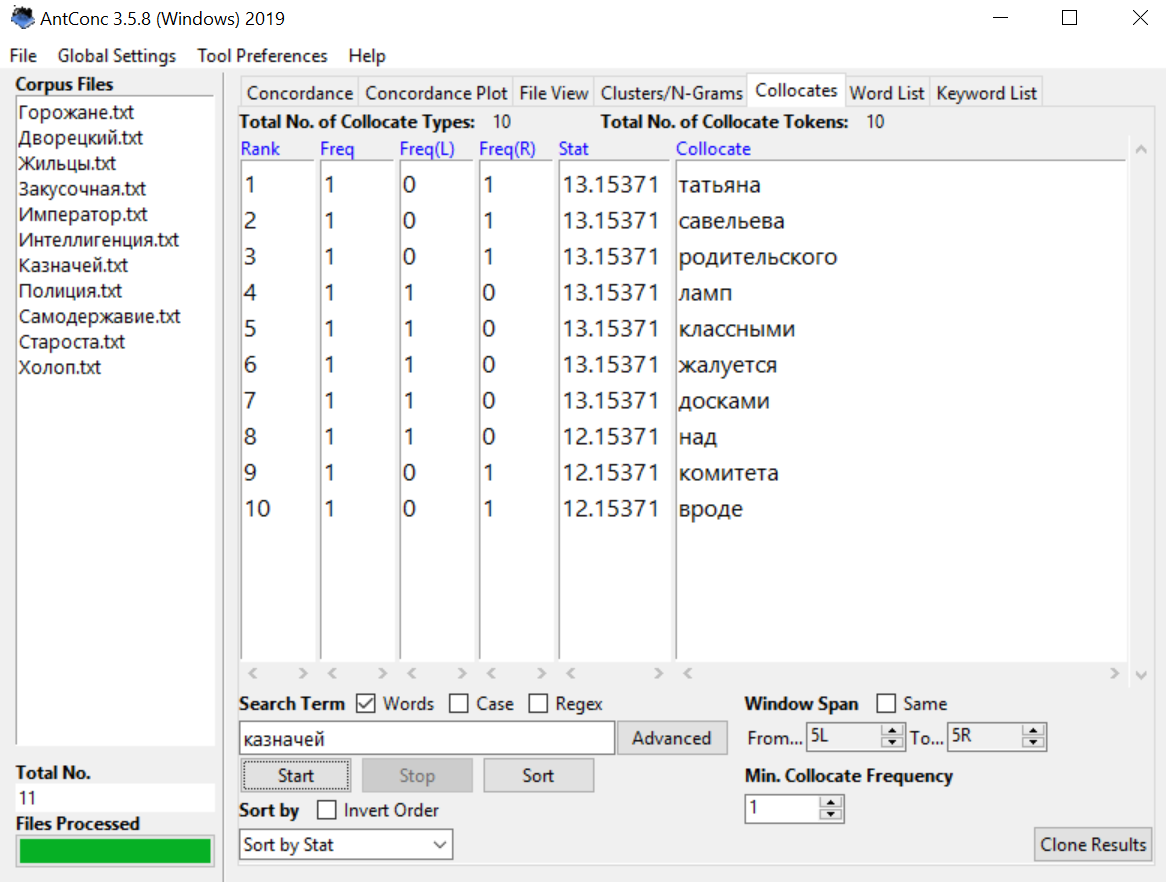 AntConc 3.5.8 (Windows) 2019
File Global Settings Tool Preferences Help
Corpus Files
Горожане.txt
Дворецкий.txt
Жильцы.txt
Закусочная.txt
Император.txt
Интеллигенция.txt
Казначей.txt
Полиция.txt
Самодержавие.txt
Староста.txt
Холоп.txt
Total No.
11
Files Processed
Concordance Concordance Plot File View Clusters/N-Grams Collocates Word List Keyword List
Total No. of Collocate Types: 10 Total No. of Collocate Tokens: 10
Rank Freq Freq(L) Freq(R) Stat Collocate
1 1 0 1 13.15371 татьяна
2 1 0 1 13.15371 савельева
3 1 0 1 13.15371 родительского
4 1 1 0 13.15371 ламп
5 1 1 0 13.15371 классными
6 1 1 0 13.15371 жалуется
7 1 1 0 13.15371 досками
8 1 1 0 12.15371 над
9 1 0 1 12.15371 комитета
10 1 0 1 12.15371 вроде
Search Term Words Case Regex
казначей Advanced
Start Stop Sort
Sort by Invert Order
Sort by Stat
Window Span Same
From... 5L To... 5R
Min. Collocate Frequency
1
Clone Results